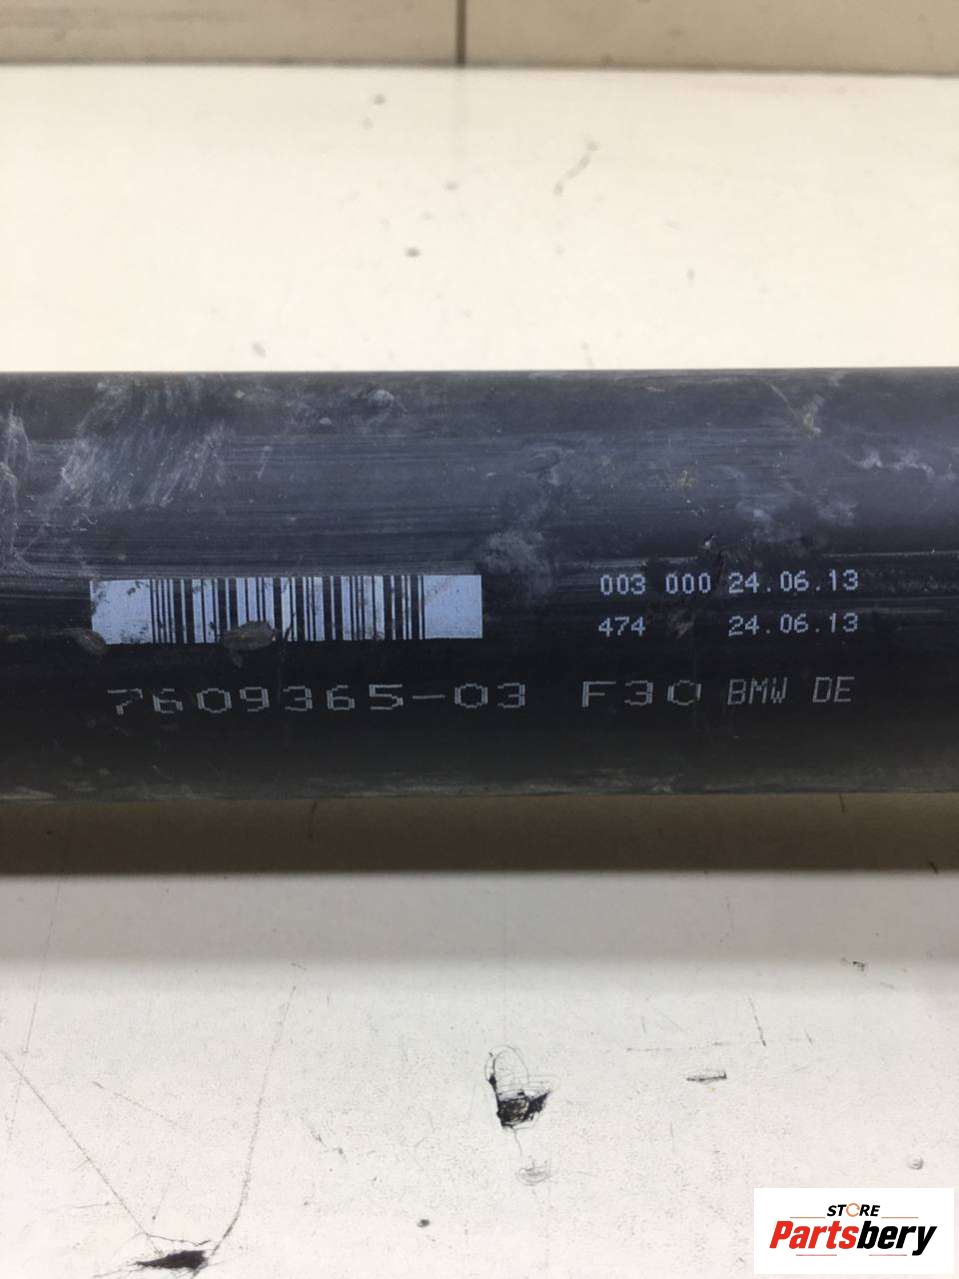 003 000 24.06.13
474 24.06.13
7609365-03 F30 BMW DE
STORE
Partsbery